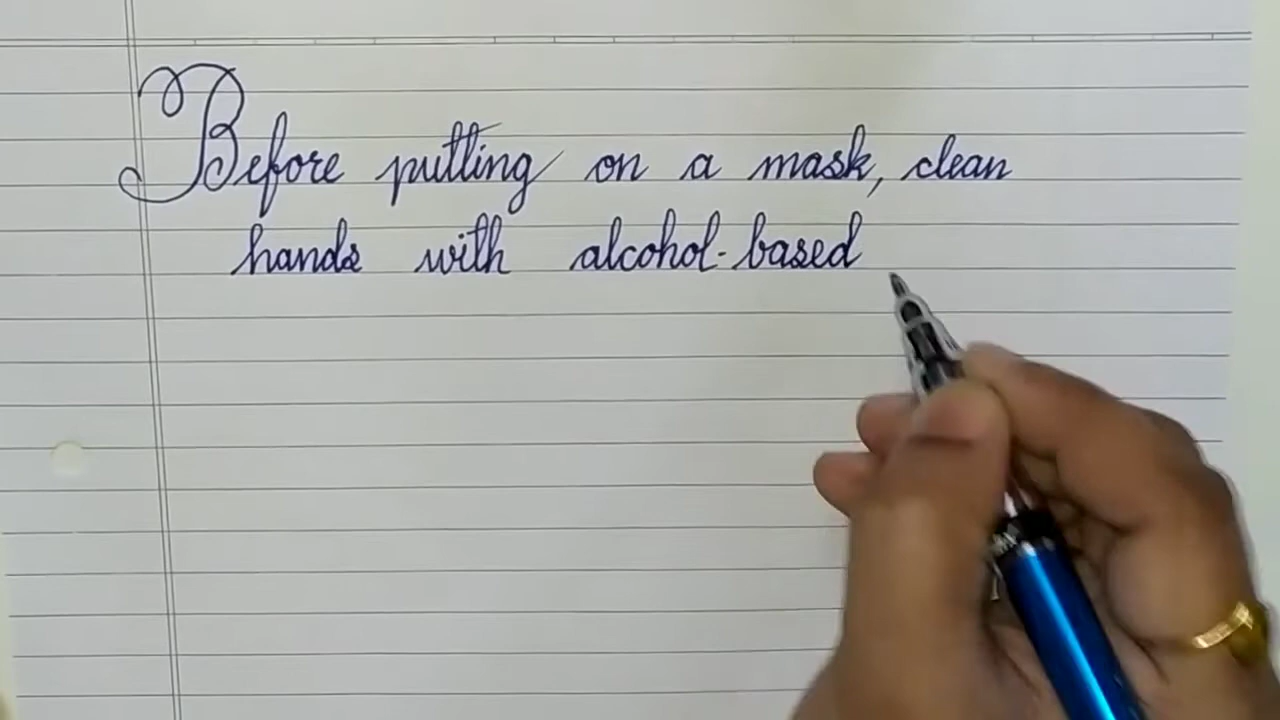 Before putting on a mask, clean
hands with alcohol-based